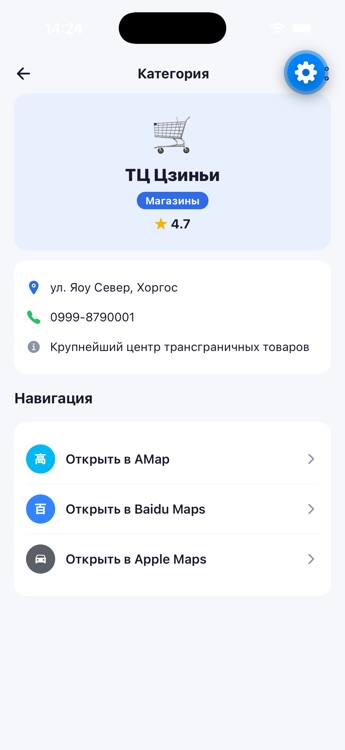 14:24
Категория
ТЦ Цзиньи
Магазины
4.7
ул. Яоу Север, Хоргос
0999-8790001
Крупнейший центр трансграничных товаров
Навигация
高 Открыть в AMap
百 Открыть в Baidu Maps
Открыть в Apple Maps